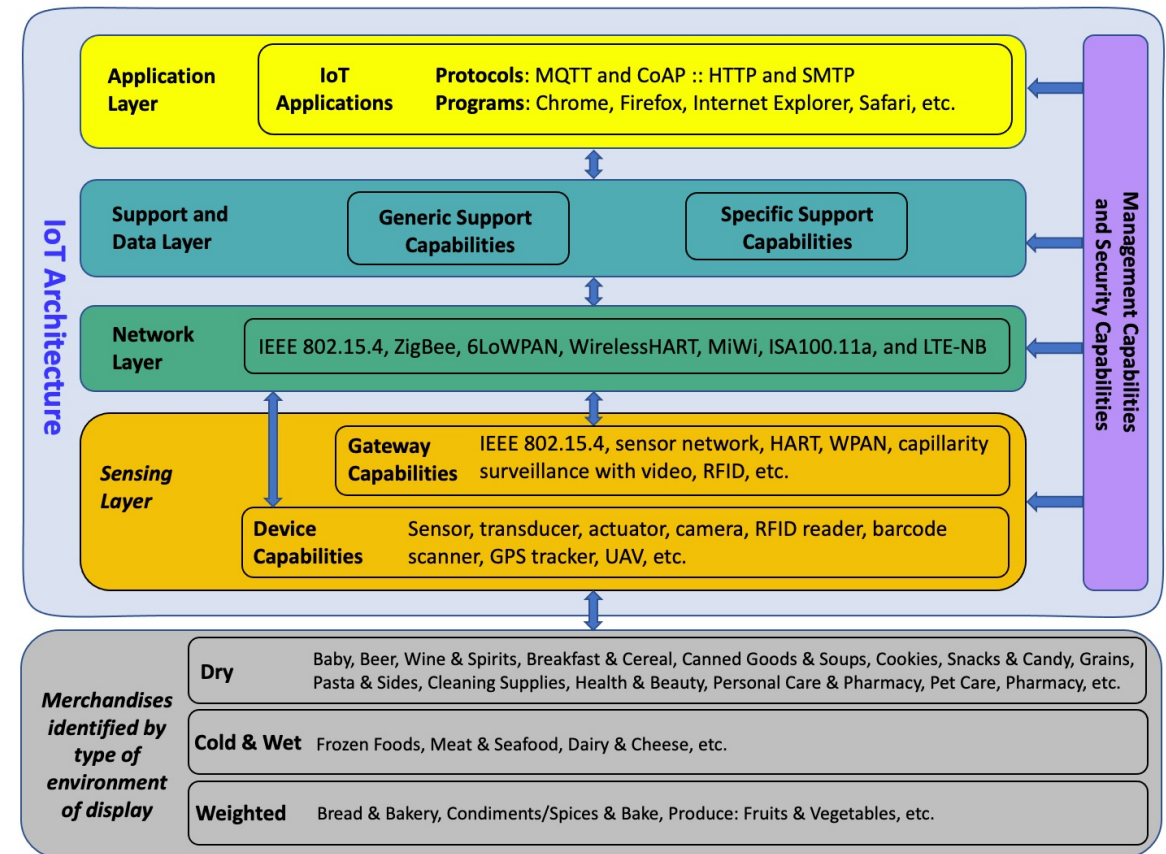 IoT Architecture
Application
Layer
IoT
Applications
Protocols: MQTT and CoAP :: HTTP and SMTP
Programs: Chrome, Firefox, Internet Explorer, Safari, etc.
Support and
Data Layer
Generic Support
Capabilities
Specific Support
Capabilities
Network
Layer
IEEE 802.15.4, ZigBee, 6LoWPAN, WirelessHART, MiWi, ISA100.11a, and LTE-NB
Sensing
Layer
Gateway
Capabilities
IEEE 802.15.4, sensor network, HART, WPAN, capillarity
surveillance with video, RFID, etc.
Device
Capabilities
Sensor, transducer, actuator, camera, RFID reader, barcode
scanner, GPS tracker, UAV, etc.
Management Capabilities
and Security Capabilities
Merchandises
identified by
type of
environment
of display
Dry
Baby, Beer, Wine & Spirits, Breakfast & Cereal, Canned Goods & Soups, Cookies, Snacks & Candy, Grains,
Pasta & Sides, Cleaning Supplies, Health & Beauty, Personal Care & Pharmacy, Pet Care, Pharmacy, etc.
Cold & Wet
Frozen Foods, Meat & Seafood, Dairy & Cheese, etc.
Weighted
Bread & Bakery, Condiments/Spices & Bake, Produce: Fruits & Vegetables, etc.